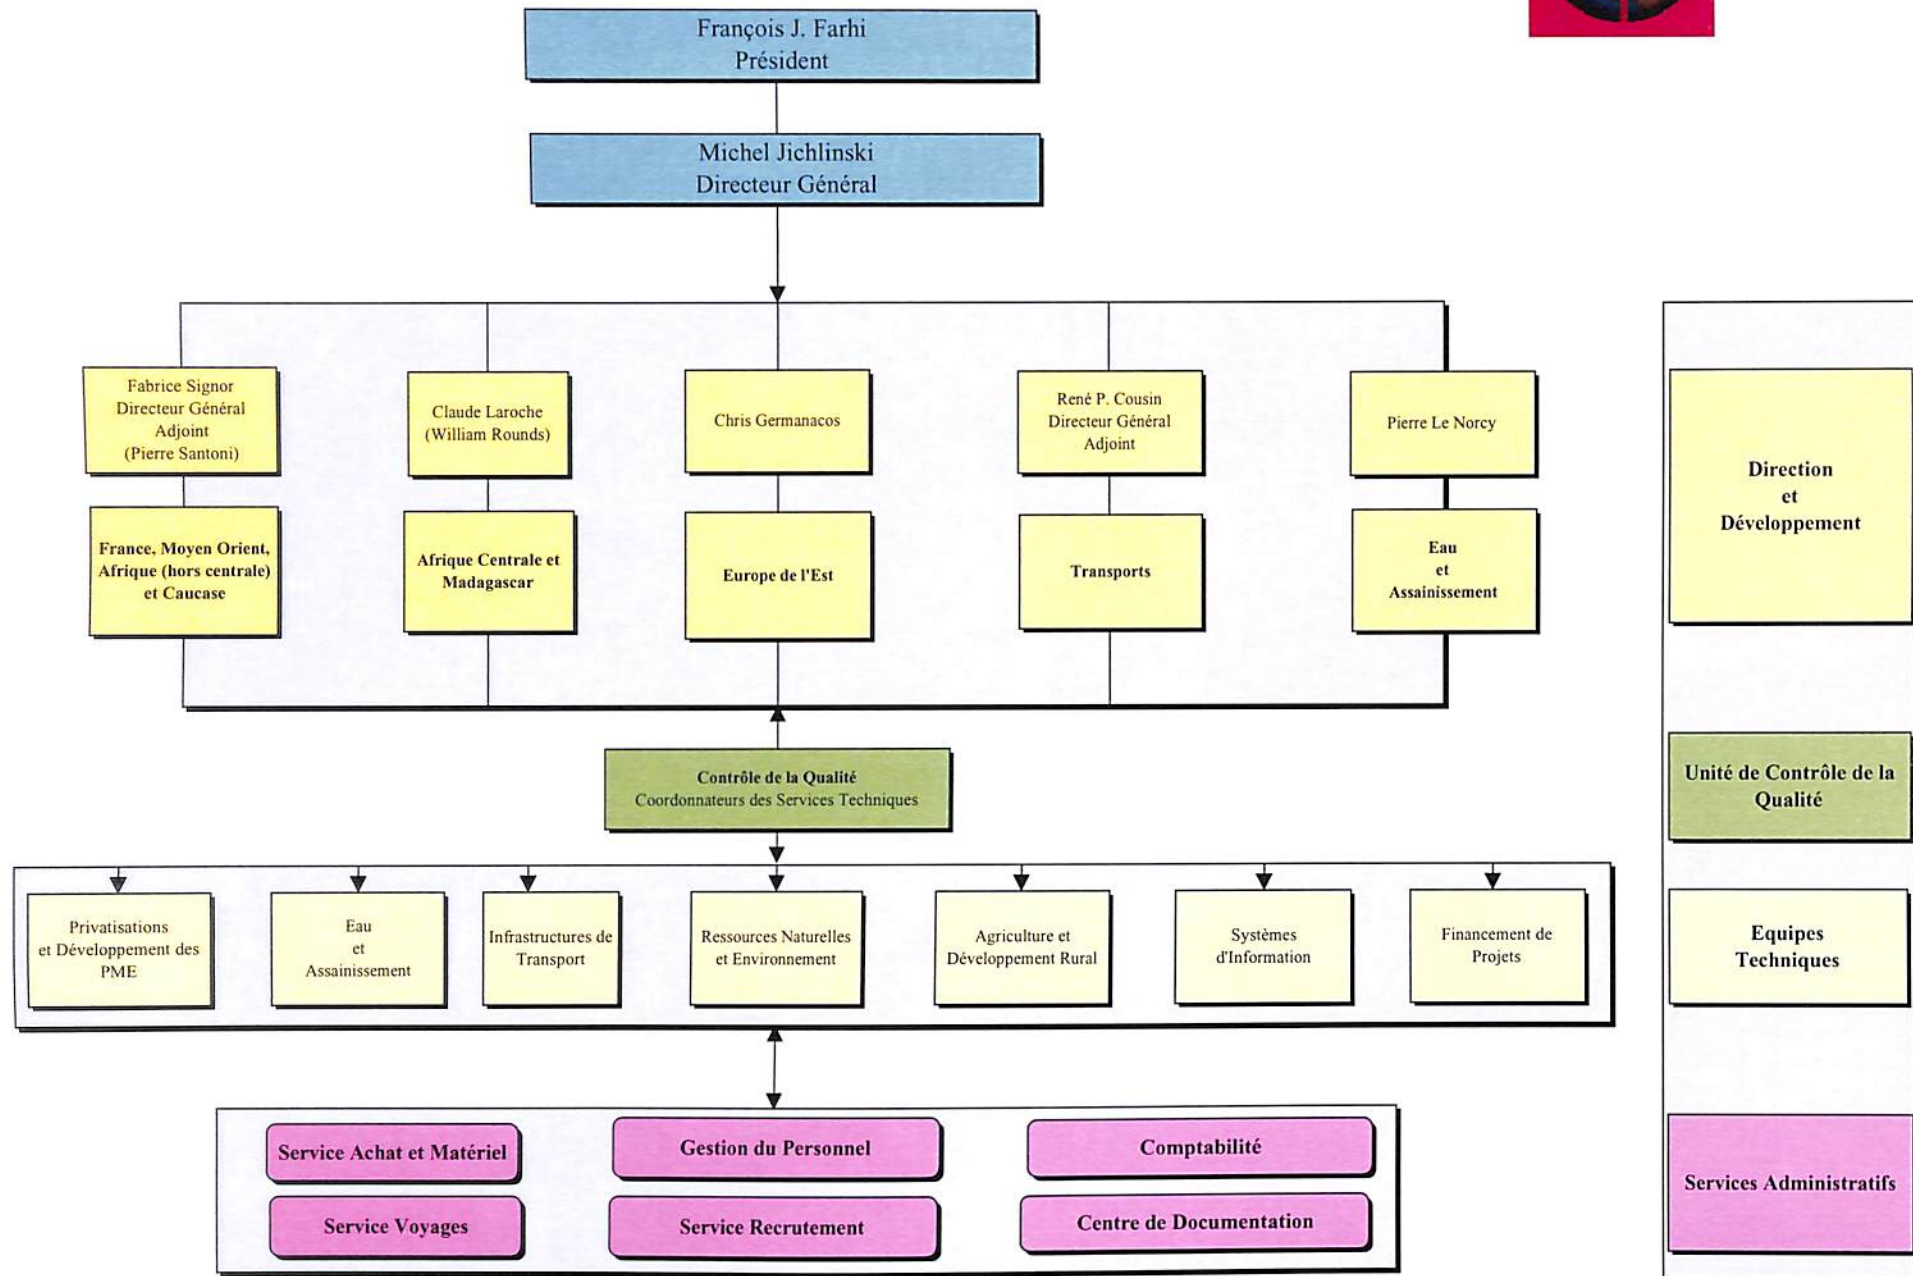 François J. Farhi
Président
Michel Jichlinski
Directeur Général
Fabrice Signor
Directeur Général
Adjoint
(Pierre Santoni)
Claude Laroche
(William Rounds)
Chris Germanacos
René P. Cousin
Directeur Général
Adjoint
Pierre Le Norcy
France, Moyen Orient,
Afrique (hors centrale)
et Caucase
Afrique Centrale et
Madagascar
Europe de l'Est
Transports
Eau
et
Assainissement
Contrôle de la Qualité
Coordonnateurs des Services Techniques
Privatisations
et Développement des
PME
Eau
et
Assainissement
Infrastructures de
Transport
Ressources Naturelles
et Environnement
Agriculture et
Développement Rural
Systèmes
d'Information
Financement de
Projets
Service Achat et Matériel
Gestion du Personnel
Comptabilité
Service Voyages
Service Recrutement
Centre de Documentation
Direction
et
Développement
Unité de Contrôle de la
Qualité
Equipes
Techniques
Services Administratifs